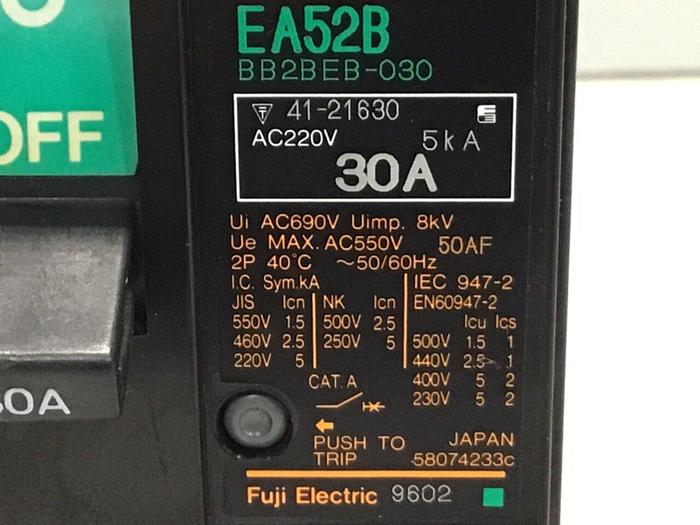 EA52B
BB2BEB-030
41-21630
AC220V 5kA
30A
OFF
Ui AC690V Uimp. 8kV
Ue MAX. AC550V 50AF
2P 40°C ~50/60Hz
I.C. Sym.kA
JIS Icn
550V 1.5
460V 2.5
220V 5
NK Icn
500V 2.5
250V 5
IEC 947-2
EN60947-2
Icu Ics
500V 1.5 1
440V 2.5 1
400V 5 2
230V 5 2
CAT. A
0A
PUSH TO
TRIP
JAPAN
58074233c
Fuji Electric 9602